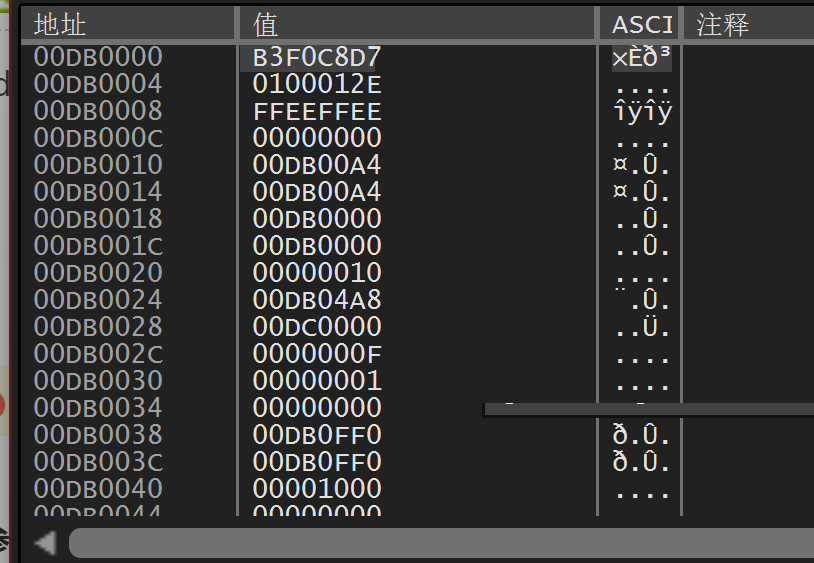 地址 值 ASCI 注释
00DB0000 B3F0C8D7 ×Èð³
00DB0004 0100012E ....
00DB0008 FFEEFFEE îÿîÿ
00DB000C 00000000 ....
00DB0010 00DB00A4 ¤.Û.
00DB0014 00DB00A4 ¤.Û.
00DB0018 00DB0000 ..Û.
00DB001C 00DB0000 ..Û.
00DB0020 00000010 ....
00DB0024 00DB04A8 ¨.Û.
00DB0028 00DC0000 ..Ü.
00DB002C 0000000F ....
00DB0030 00000001 ....
00DB0034 00000000
00DB0038 00DB0FF0 ð.Û.
00DB003C 00DB0FF0 ð.Û.
00DB0040 00001000 ....
00DB0044 00000000